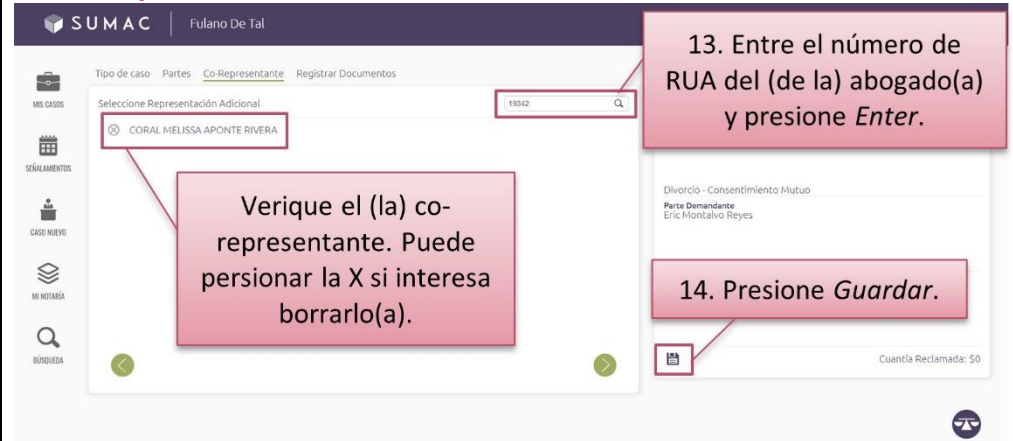 SUMAC
Fulano De Tal
13. Entre el número de
RUA del (de la) abogado(a)
y presione Enter.
MIS CASOS
SEÑALAMIENTOS
CASO NUEVO
MI NOTARÍA
BÚSQUEDA
Tipo de caso Partes Co-Representante Registrar Documentos
Seleccione Representación Adicional
19342
CORAL MELISSA APONTE RIVERA
Verique el (la) co-
representante. Puede
persionar la X si interesa
borrarlo(a).
Divorcio - Consentimiento Mutuo
Parte Demandante
Eric Montalvo Reyes
14. Presione Guardar.
Cuantía Reclamada: $0